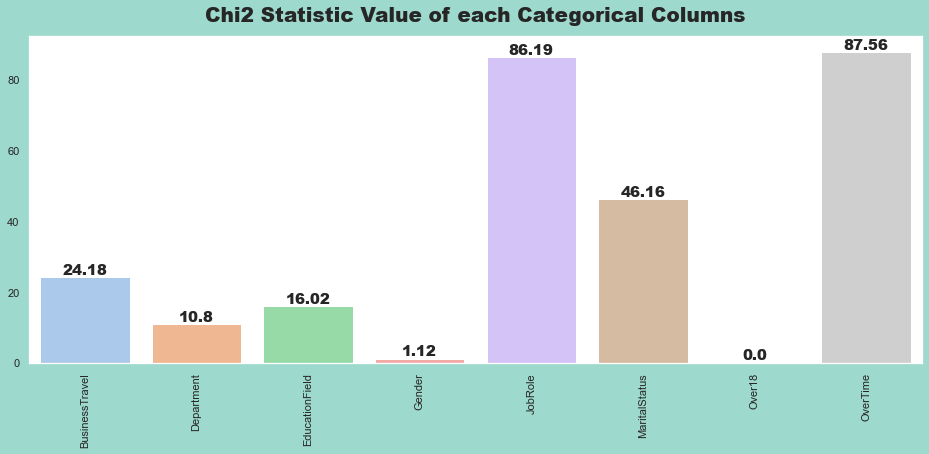 Chi2 Statistic Value of each Categorical Columns
80
60
40
20
0
24.18
10.8
16.02
1.12
86.19
46.16
0.0
87.56
BusinessTravel
Department
EducationField
Gender
JobRole
MaritalStatus
Over18
OverTime